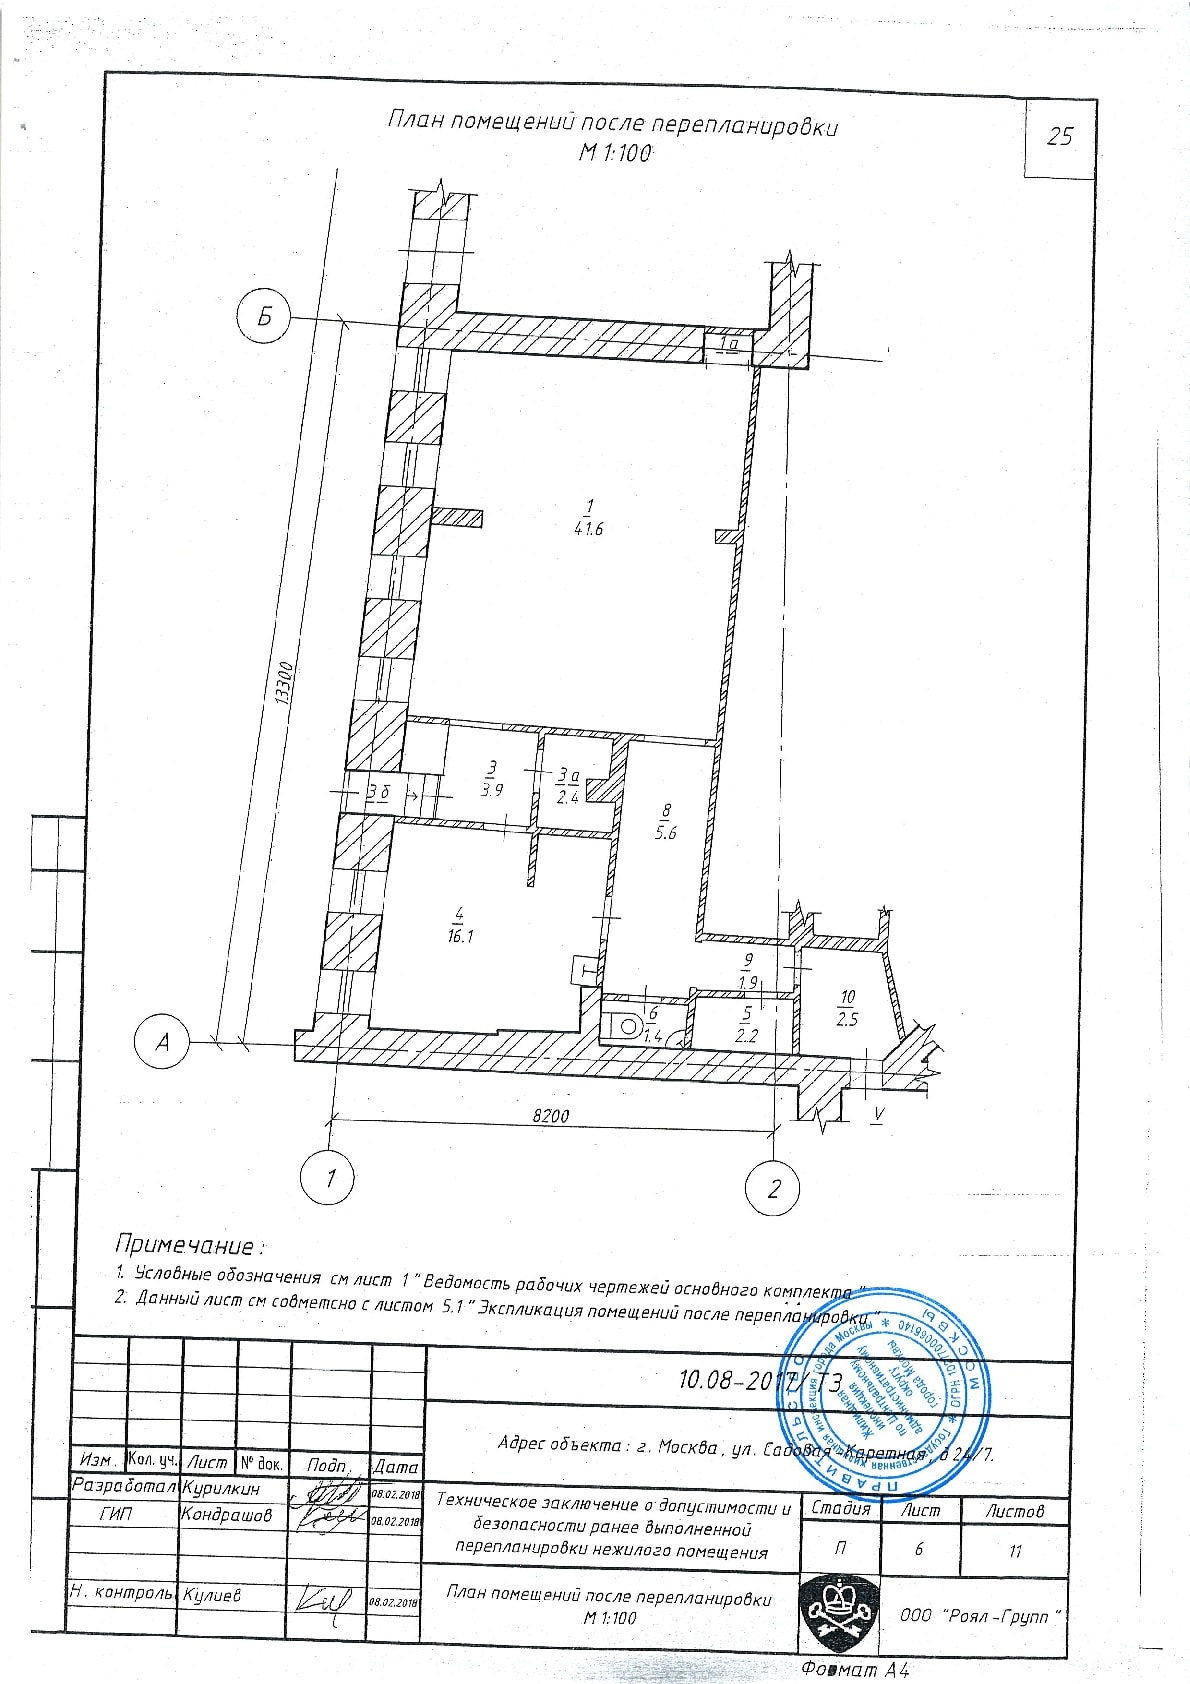 План помещений после перепланировки
М 1:100
25
Б
1а
1
41.6
13300
3
3.9
3а
2.4
3б
8
5.6
4
16.1
9
1.9
10
2.5
6
1.4
5
2.2
А
V
8200
1
2
Примечание :
1. Условные обозначения см лист 1 " Ведомость рабочих чертежей основного комплекта "
2. Данный лист см совметсно с листом 5.1 " Экспликация помещений после перепланировки "
10.08-2017/ТЗ
Адрес объекта : г. Москва , ул. Садовая-Каретная , д 24/7.
Изм. Кол. уч. Лист № док. Подп. Дата
Разработал Курилкин 08.02.2018
ГИП Кондрашов 08.02.2018
Н. контроль Кулиев 08.02.2018
Техническое заключение о допустимости и
безопасности ранее выполненной
перепланировки нежилого помещения
Стадия Лист Листов
П 6 11
План помещений после перепланировки
М 1:100
ООО "Роял-Групп "
Формат А4
ПРАВИТЕЛЬСТВО МОСКВЫ
Государственная жилищная инспекция города Москвы * ОГРН 1027700086140 *
Жилищная
инспекция
по Центральному
административному
округу
города Москвы